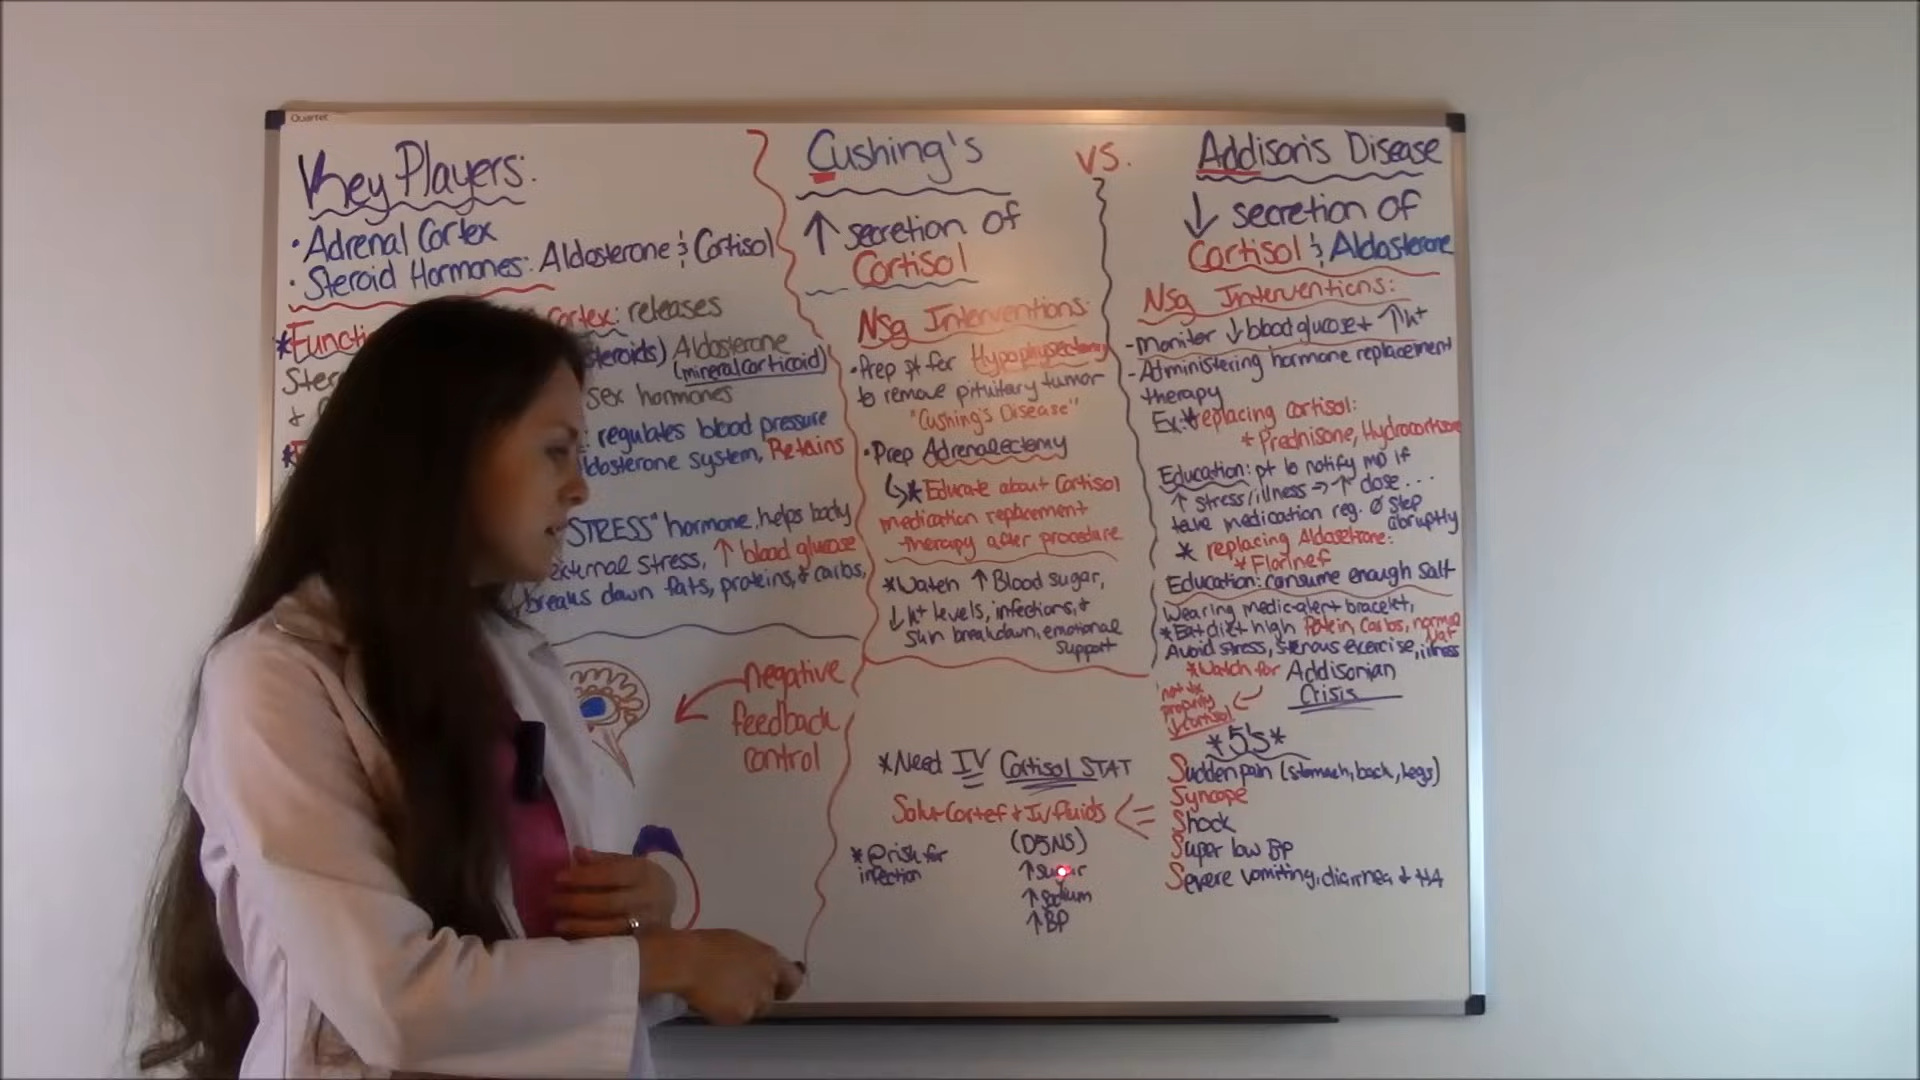 Quartet
Key Players:
• Adrenal Cortex
• Steroid Hormones: Aldosterone & Cortisol
*Functi
Cortex: releases
Ster
steroids) Aldosterone
(mineralcorticoid)
sex hormones
: regulates blood pressure
ldosterone system, Retains
"STRESS" hormone, helps body
external stress, ↑ blood glucose
breaks down fats, proteins, & carbs,
negative
feedback
control
Cushing's
↑ secretion of
Cortisol
Nsg Interventions:
• Prep pt for Hypophysectomy
to remove pituitary tumor
"Cushing's Disease"
• Prep Adrenalectomy
↳* Educate about Cortisol
medication replacement
therapy after procedure
* Watch ↑ Blood sugar,
↓ K+ levels, infections, &
skin breakdown, emotional
support
vs.
Addison's Disease
↓ secretion of
Cortisol & Aldosterone
Nsg Interventions:
- Monitor ↓ blood glucose + ↑ K+
- Administering hormone replacement
therapy
Ex: * replacing cortisol:
* Prednisone, Hydrocortisone
Education: pt to notify MD if
↑ stress/illness => ↑ dose...
take medication reg. Ø stop
abruptly
* replacing Aldosetrone:
* Florinef
Education: consume enough salt
Wearing medic-alert bracelet,
*Eat diet high Protein, Carbs, normal
Na+
Avoid stress, strenous exercise, illness
*Watch for Addisonian
Crisis
not tx
properly
↓ cortisol
*5 S's*
Sudden pain (stomach, back, legs)
Syncope
Shock
Super low BP
Severe vomiting, diarrhea & HA
*Need IV Cortisol STAT
Solu-Cortef & IV fluids <=
(D5NS)
↑ sugar
↑ sodium
↑ BP
* @ risk for
infection